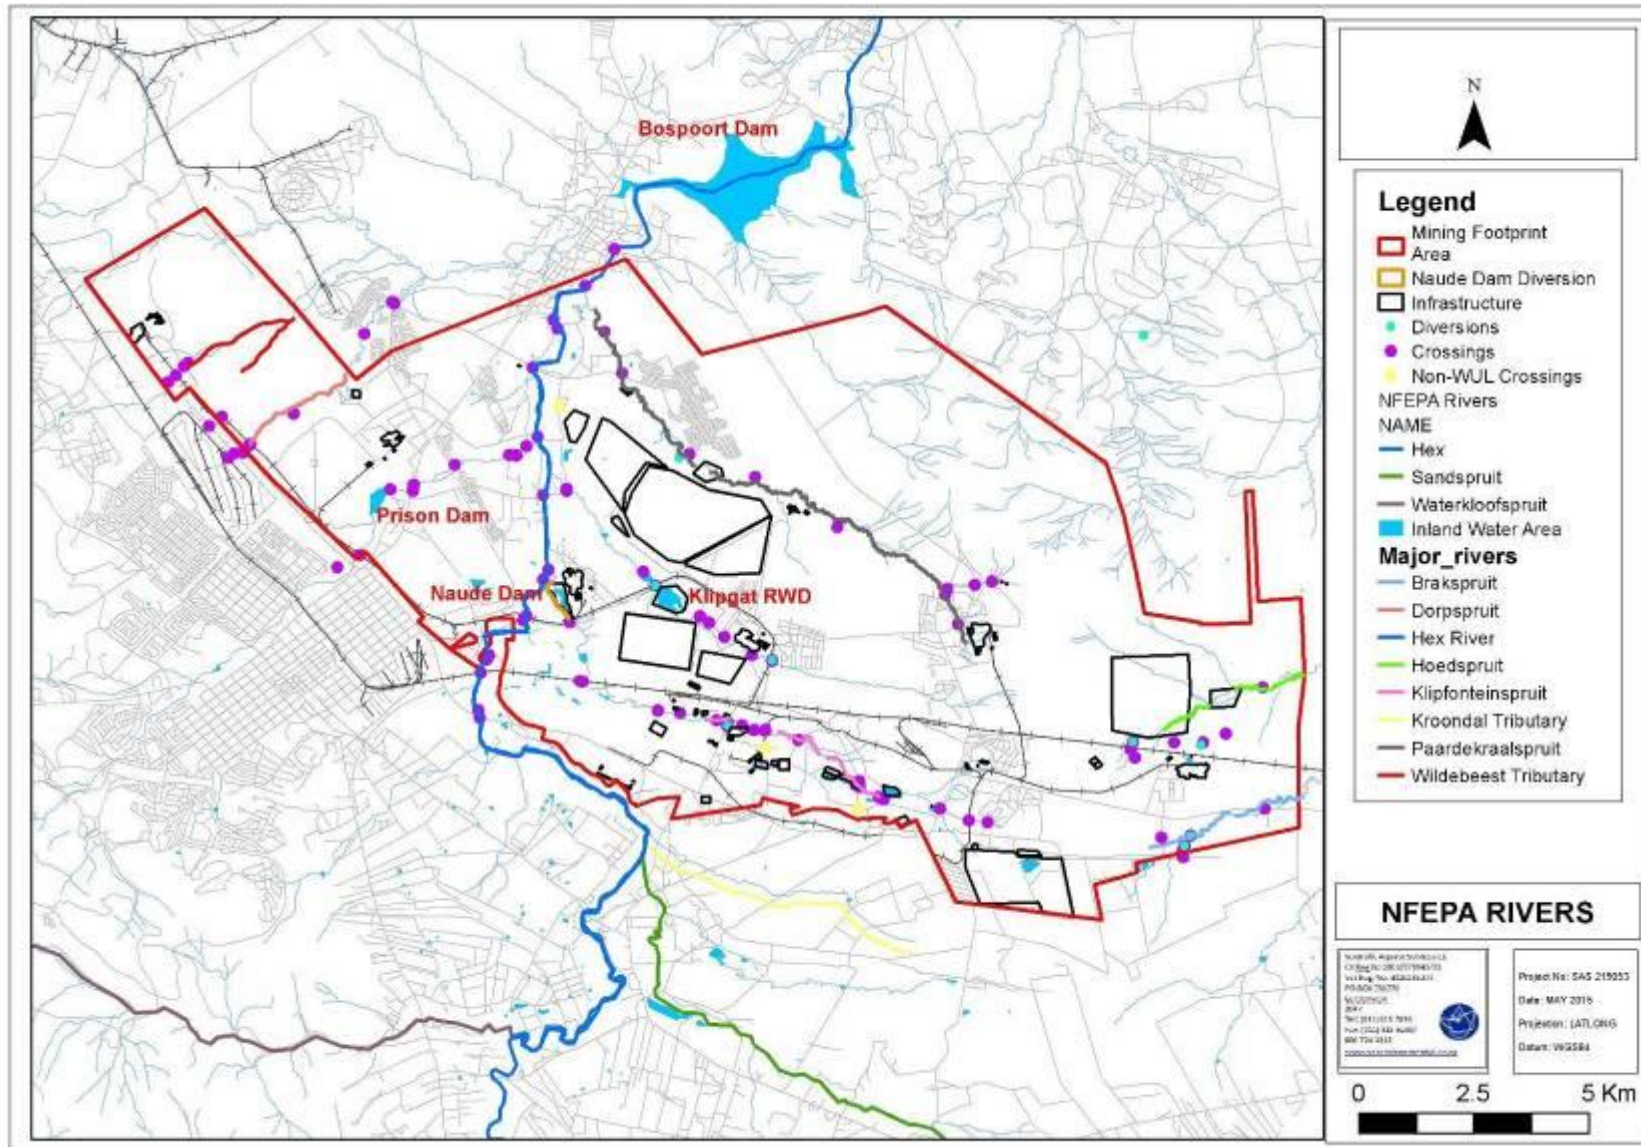 Bospoort Dam
Prison Dam
Naude Dam
Klipgat RWD
N
Legend
Mining Footprint
Area
Naude Dam Diversion
Infrastructure
Diversions
Crossings
Non-WUL Crossings
NFEPA Rivers
NAME
Hex
Sandspruit
Waterkloofspruit
Inland Water Area
Major_rivers
Brakspruit
Dorpspruit
Hex River
Hoedspruit
Klipfonteinspruit
Kroondal Tributary
Paardekraalspruit
Wildebeest Tributary
NFEPA RIVERS
Project No: SAS
Date: MAY 2015
Projection: LATLONG
Datum: WGS84
0 2.5 5 Km